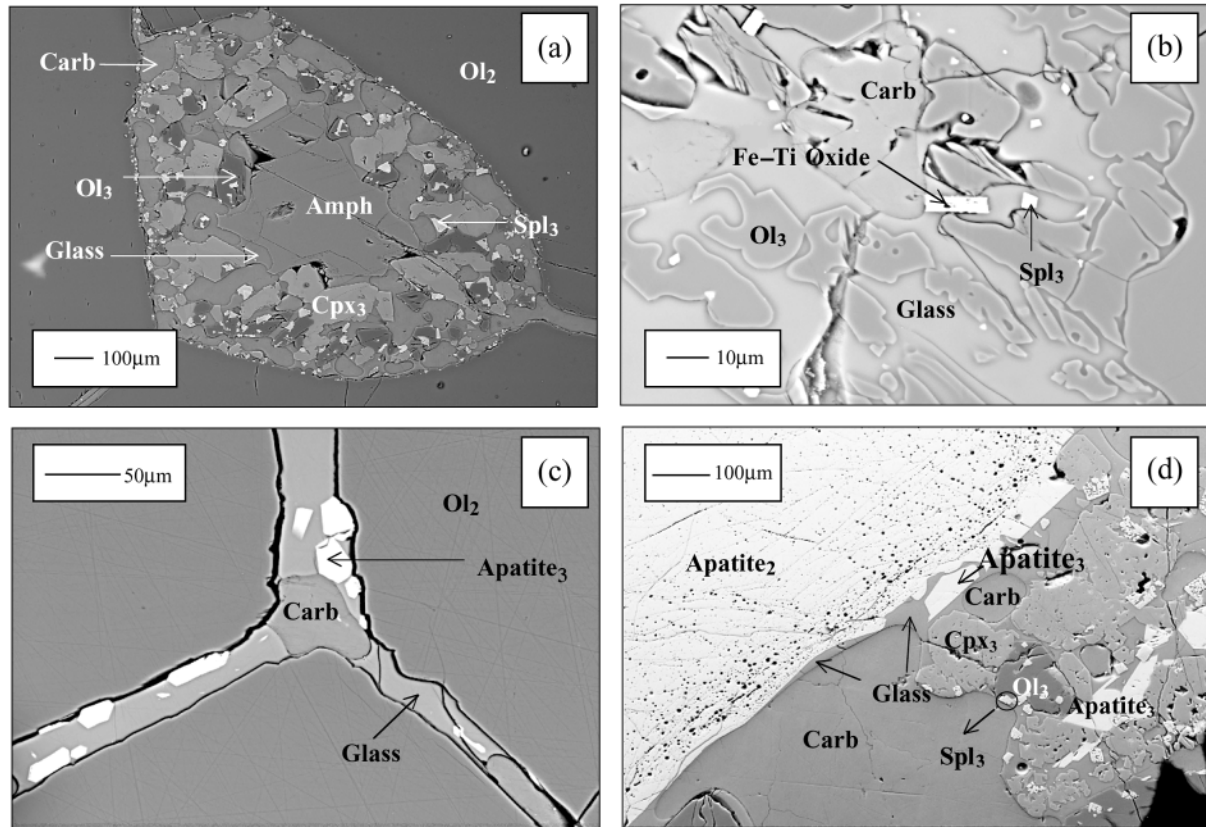 (a)
Carb
Ol2
Ol3
Amph
Spl3
Glass
Cpx3
100μm
(b)
Carb
Fe–Ti Oxide
Ol3
Spl3
Glass
10μm
50μm
(c)
Ol2
Apatite3
Carb
Glass
100μm
(d)
Apatite2
Apatite3
Carb
Cpx3
Glass
Ol3
Apatite3
Carb
Spl3